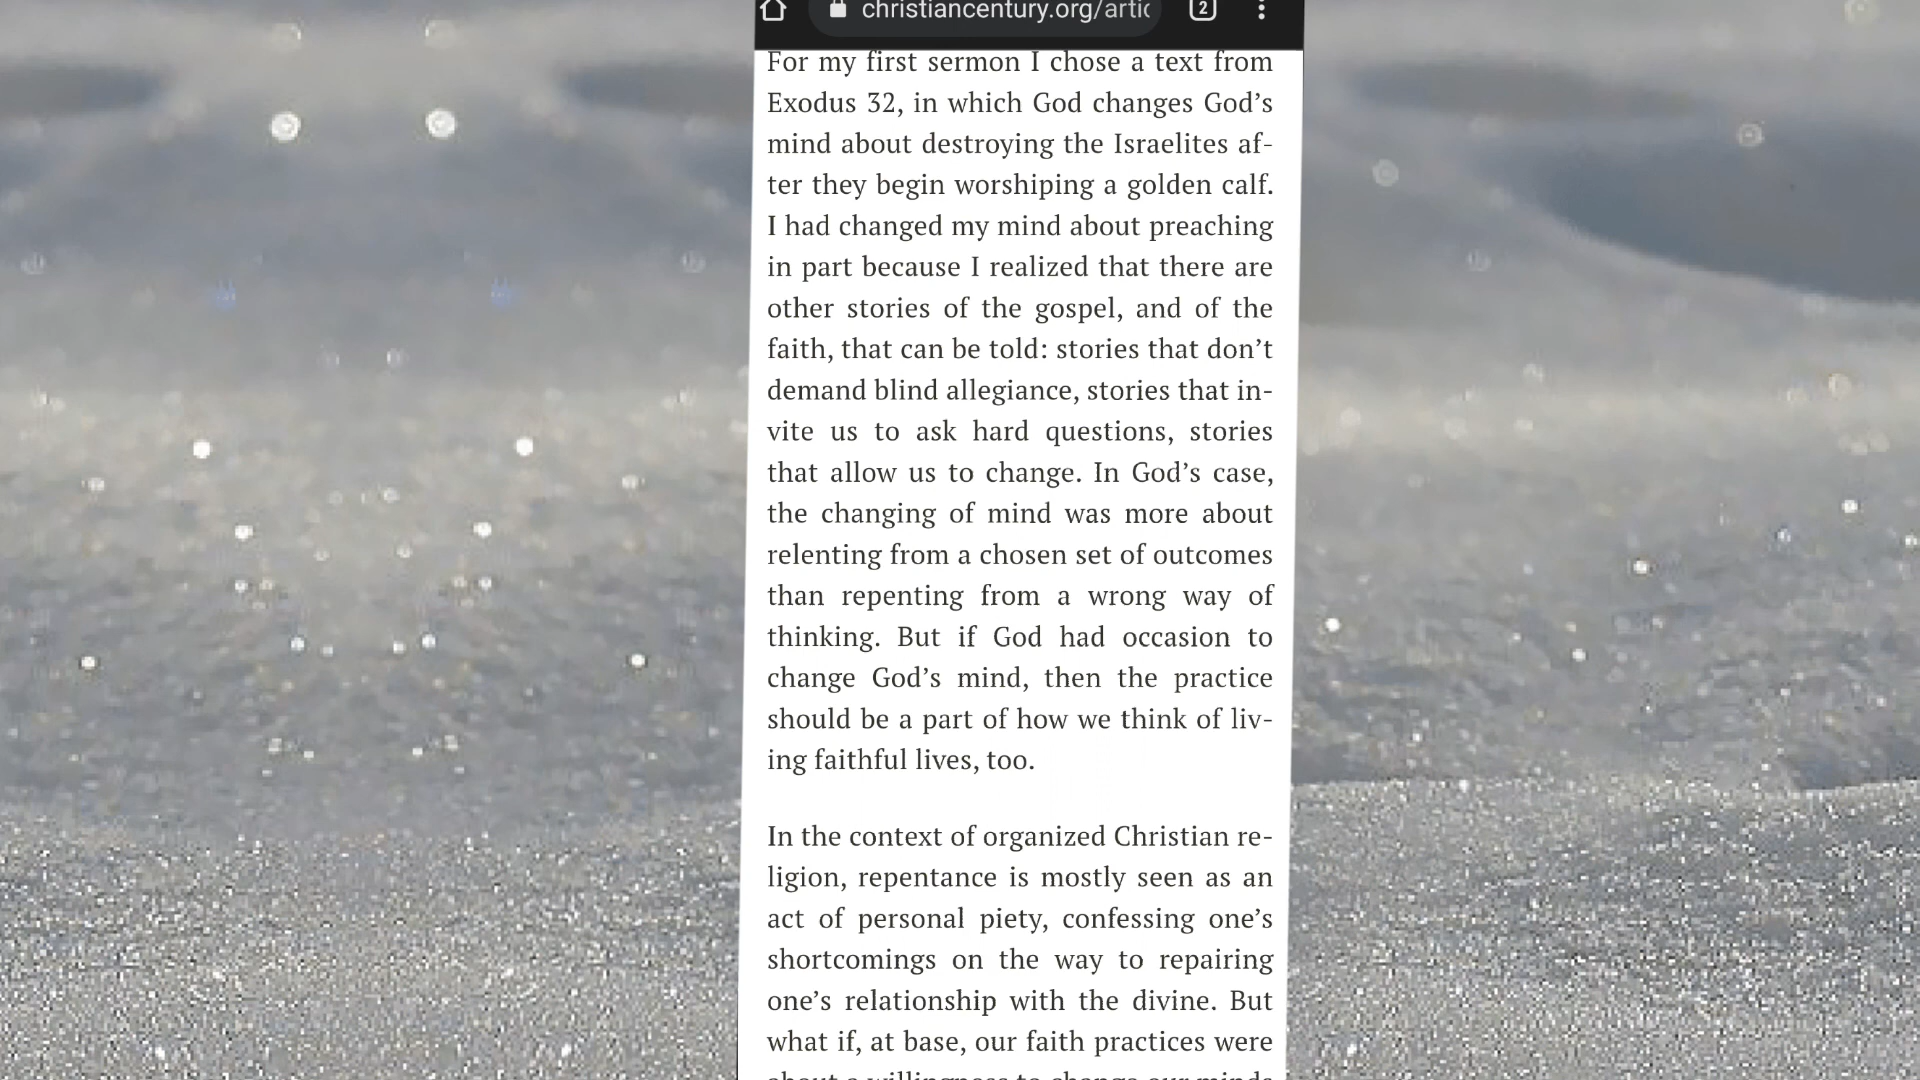 christiancentury.org/artic
2
For my first sermon I chose a text from
Exodus 32, in which God changes God’s
mind about destroying the Israelites af-
ter they begin worshiping a golden calf.
I had changed my mind about preaching
in part because I realized that there are
other stories of the gospel, and of the
faith, that can be told: stories that don’t
demand blind allegiance, stories that in-
vite us to ask hard questions, stories
that allow us to change. In God’s case,
the changing of mind was more about
relenting from a chosen set of outcomes
than repenting from a wrong way of
thinking. But if God had occasion to
change God’s mind, then the practice
should be a part of how we think of liv-
ing faithful lives, too.
In the context of organized Christian re-
ligion, repentance is mostly seen as an
act of personal piety, confessing one’s
shortcomings on the way to repairing
one’s relationship with the divine. But
what if, at base, our faith practices were
about a willingness to change our minds